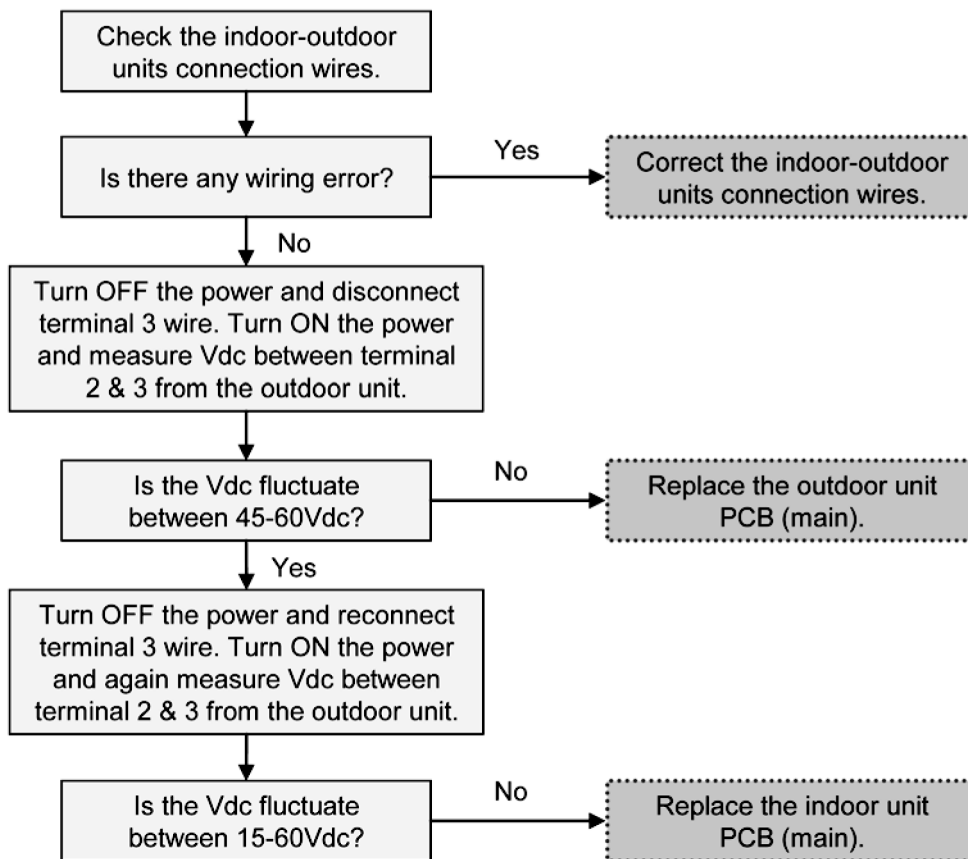 Check the indoor-outdoor
units connection wires.
Is there any wiring error?
Yes
Correct the indoor-outdoor
units connection wires.
No
Turn OFF the power and disconnect
terminal 3 wire. Turn ON the power
and measure Vdc between terminal
2 & 3 from the outdoor unit.
Is the Vdc fluctuate
between 45-60Vdc?
No
Replace the outdoor unit
PCB (main).
Yes
Turn OFF the power and reconnect
terminal 3 wire. Turn ON the power
and again measure Vdc between
terminal 2 & 3 from the outdoor unit.
Is the Vdc fluctuate
between 15-60Vdc?
No
Replace the indoor unit
PCB (main).